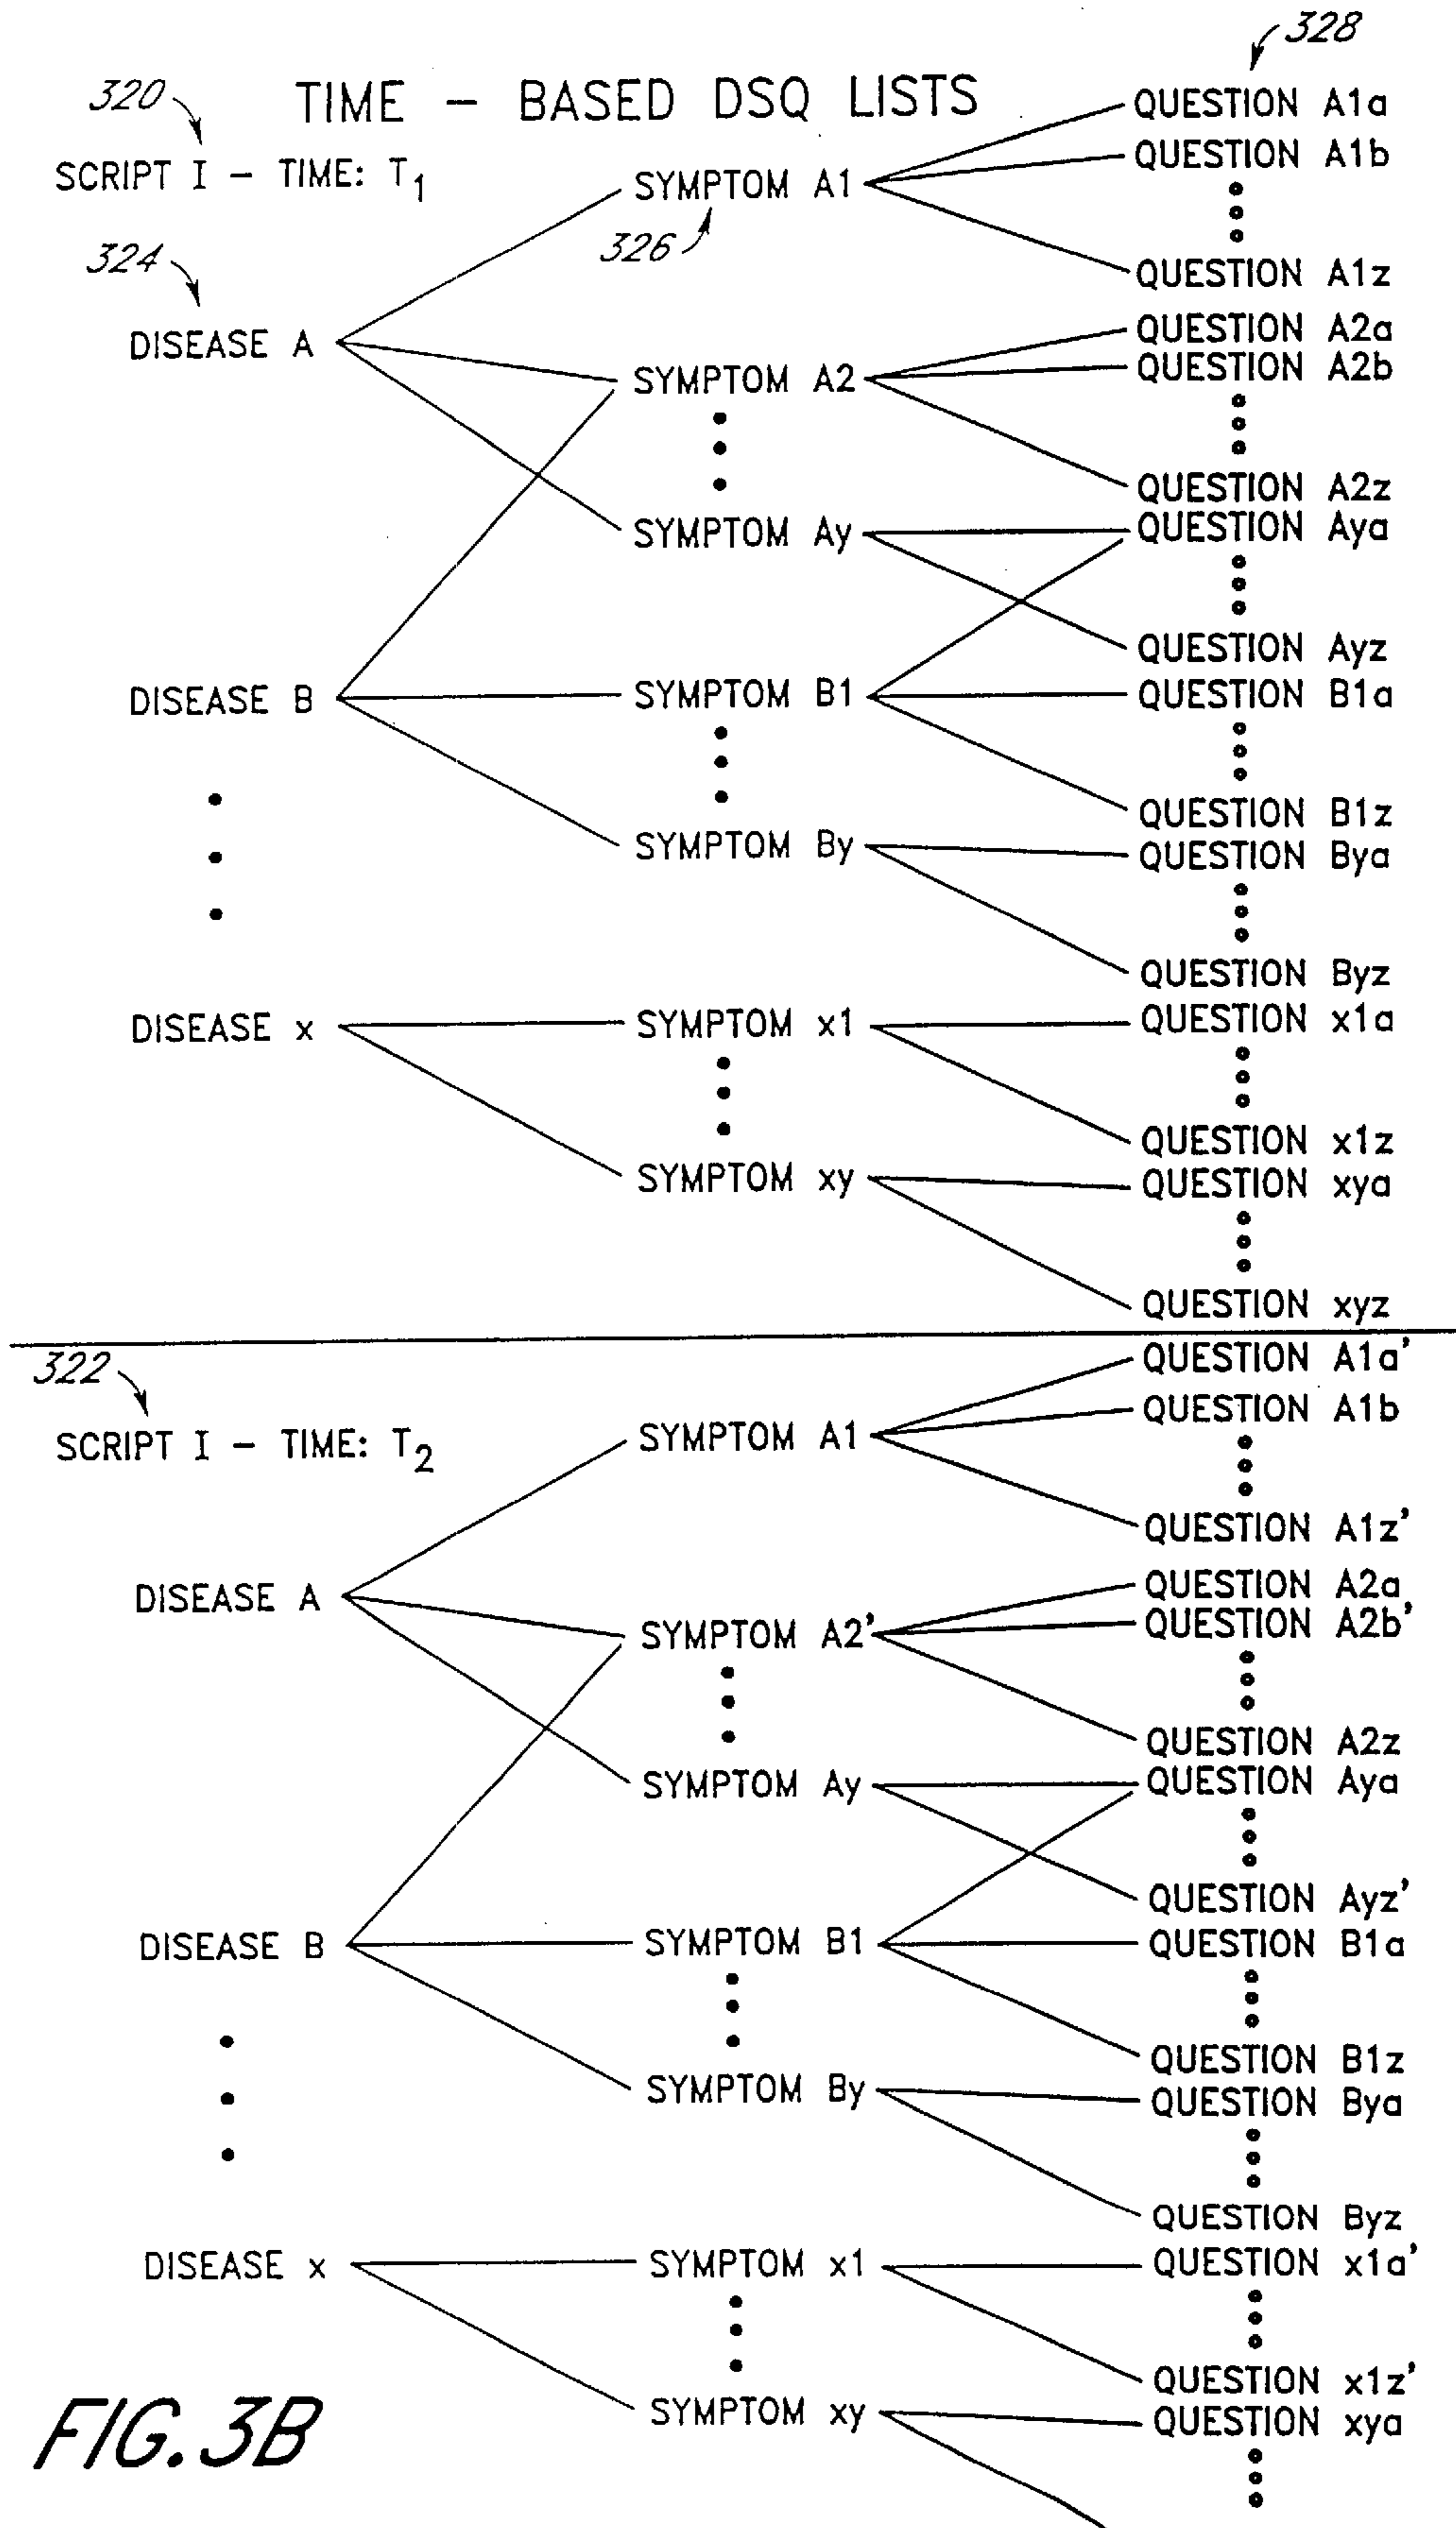 328
320
TIME – BASED DSQ LISTS
QUESTION A1a
SCRIPT I – TIME: T₁
QUESTION A1b
SYMPTOM A1
326
324
QUESTION A1z
DISEASE A
QUESTION A2a
SYMPTOM A2
QUESTION A2b
QUESTION A2z
SYMPTOM Ay
QUESTION Aya
QUESTION Ayz
DISEASE B
SYMPTOM B1
QUESTION B1a
QUESTION B1z
SYMPTOM By
QUESTION Bya
QUESTION Byz
DISEASE x
SYMPTOM x1
QUESTION x1a
QUESTION x1z
SYMPTOM xy
QUESTION xya
QUESTION xyz
322
QUESTION A1a'
QUESTION A1b
SCRIPT I – TIME: T₂
SYMPTOM A1
QUESTION A1z'
DISEASE A
QUESTION A2a
SYMPTOM A2'
QUESTION A2b'
QUESTION A2z
SYMPTOM Ay
QUESTION Aya
QUESTION Ayz'
DISEASE B
SYMPTOM B1
QUESTION B1a
QUESTION B1z
SYMPTOM By
QUESTION Bya
QUESTION Byz
DISEASE x
SYMPTOM x1
QUESTION x1a'
QUESTION x1z'
SYMPTOM xy
QUESTION xya
FIG. 3B